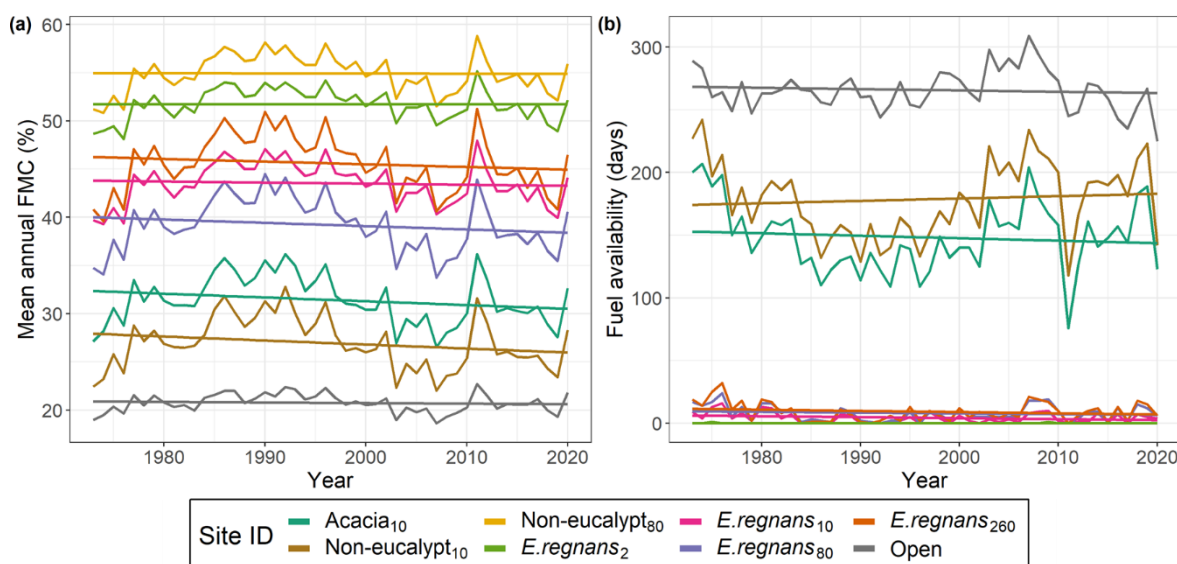 (a)
(b)
Mean annual FMC (%)
60
50
40
30
20
1980
1990
2000
2010
2020
Year
Fuel availability (days)
300
200
100
0
1980
1990
2000
2010
2020
Year
Site ID
Acacia₁₀
Non-eucalypt₈₀
E.regnans₁₀
E.regnans₂₆₀
Non-eucalypt₁₀
E.regnans₂
E.regnans₈₀
Open